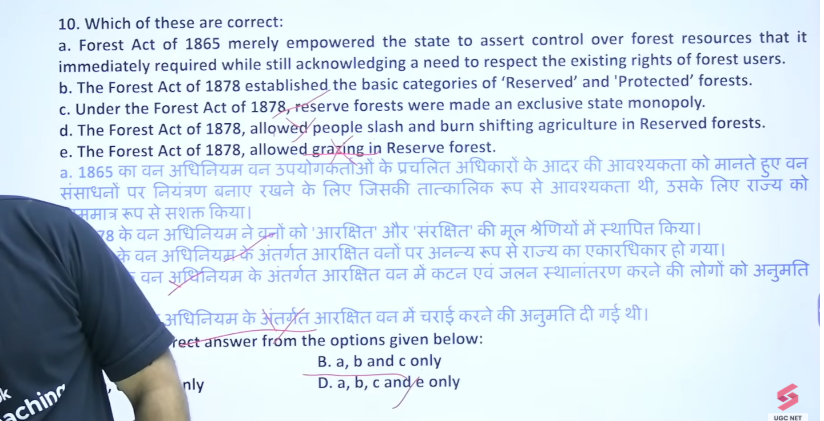 10. Which of these are correct:
a. Forest Act of 1865 merely empowered the state to assert control over forest resources that it
immediately required while still acknowledging a need to respect the existing rights of forest users.
b. The Forest Act of 1878 established the basic categories of ‘Reserved’ and 'Protected’ forests.
c. Under the Forest Act of 1878, reserve forests were made an exclusive state monopoly.
d. The Forest Act of 1878, allowed people slash and burn shifting agriculture in Reserved forests.
e. The Forest Act of 1878, allowed grazing in Reserve forest.
a. 1865 का वन अधिनियम वन उपयोगकर्ताओं के प्रचलित अधिकारों के आदर की आवश्यकता को मानते हुए वन
संसाधनों पर नियंत्रण बनाए रखने के लिए जिसकी तात्कालिक रूप से आवश्यकता थी, उसके लिए राज्य को
रूप से सशक्त किया।
78 के वन अधिनियम ने वनों को 'आरक्षित' और 'संरक्षित' की मूल श्रेणियों में स्थापित किया।
के वन अधिनियम के अंतर्गत आरक्षित वनों पर अनन्य रूप से राज्य का एकारधिकार हो गया।
वन अधिनियम के अंतर्गत आरक्षित वन में कटन एवं जलन स्थानांतरण करने की लोगों को अनुमति
अधिनियम के अंतर्गत आरक्षित वन में चराई करने की अनुमति दी गई थी।
rect answer from the options given below:
B. a, b and c only
nly D. a, b, c and e only
aching
UGC NET